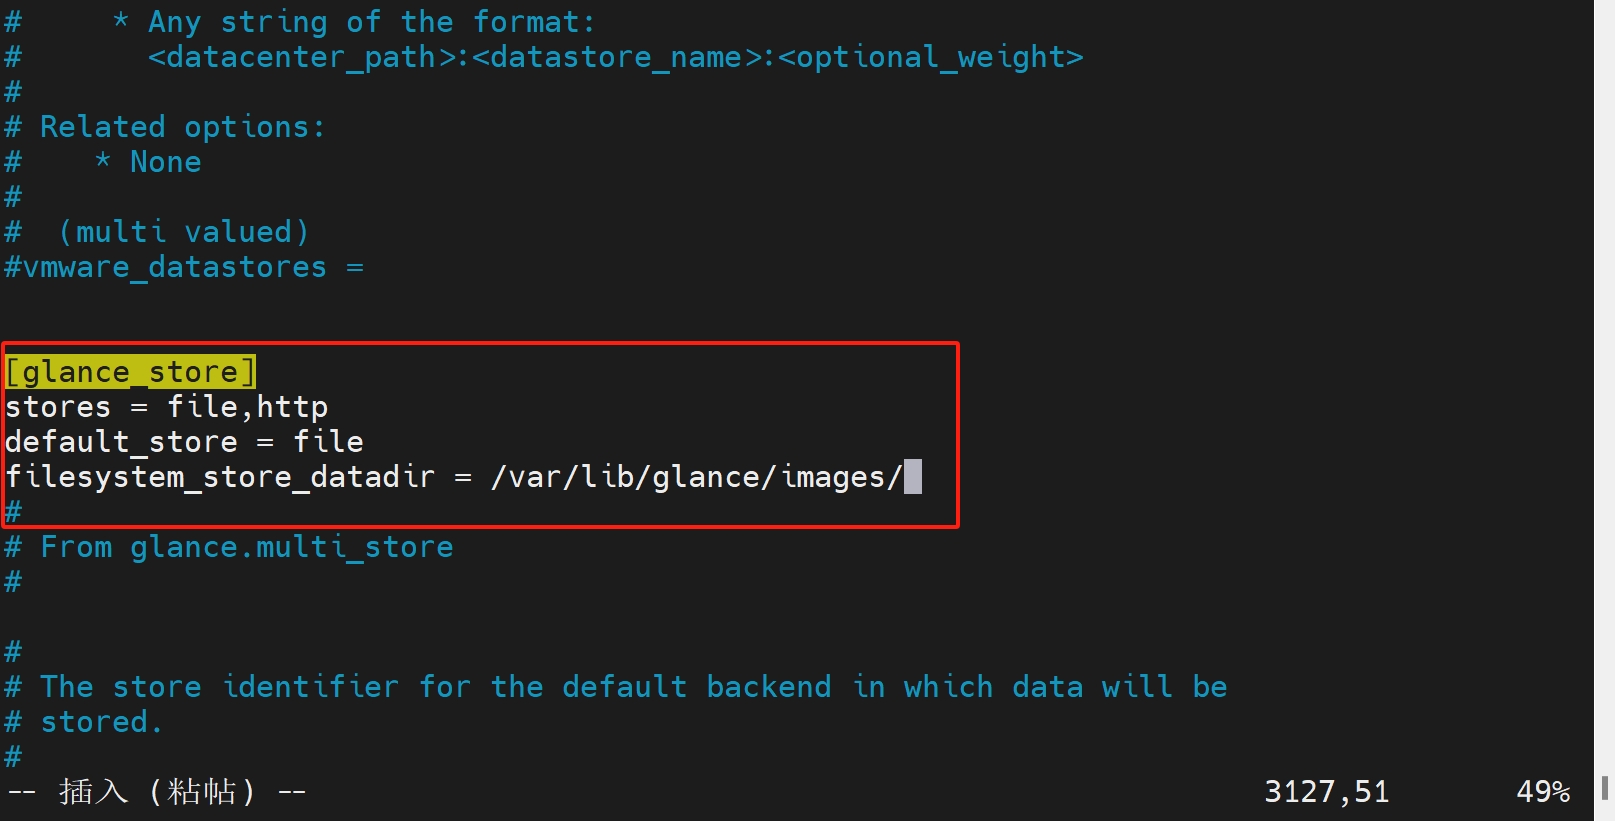 #     * Any string of the format:
#       <datacenter_path>:<datastore_name>:<optional_weight>
#
# Related options:
#    * None
#
#  (multi valued)
#vmware_datastores =
[glance_store]
stores = file,http
default_store = file
filesystem_store_datadir = /var/lib/glance/images/
#
# From glance.multi_store
#
#
# The store identifier for the default backend in which data will be
# stored.
#
-- 插入 (粘帖) --    3127,51    49%